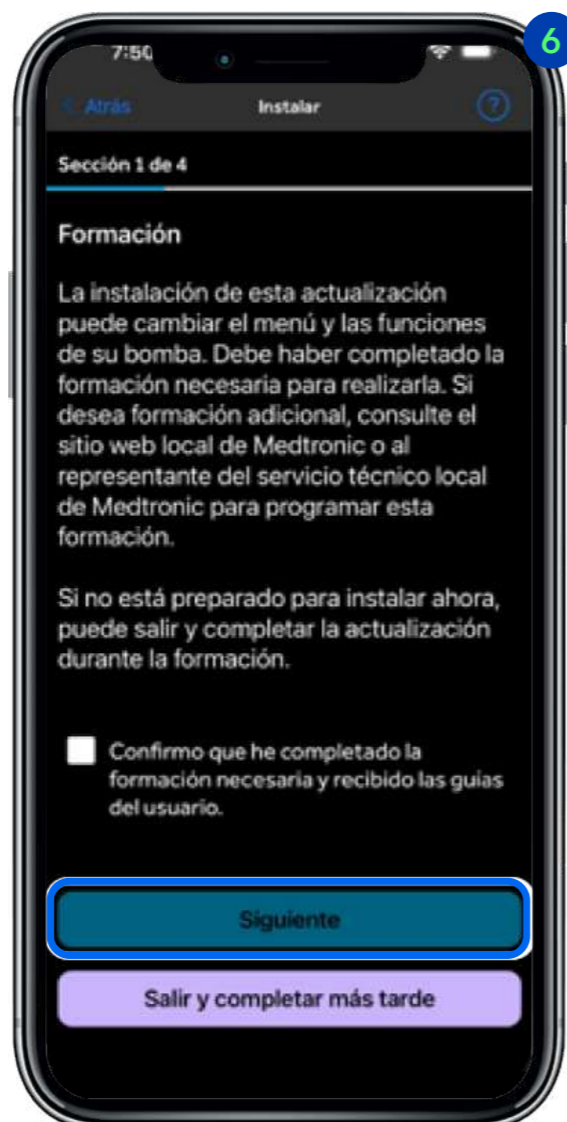 6
7:50
Atrás
Instalar
?
Sección 1 de 4
Formación
La instalación de esta actualización
puede cambiar el menú y las funciones
de su bomba. Debe haber completado la
formación necesaria para realizarla. Si
desea formación adicional, consulte el
sitio web local de Medtronic o al
representante del servicio técnico local
de Medtronic para programar esta
formación.
Si no está preparado para instalar ahora,
puede salir y completar la actualización
durante la formación.
Confirmo que he completado la
formación necesaria y recibido las guías
del usuario.
Siguiente
Salir y completar más tarde